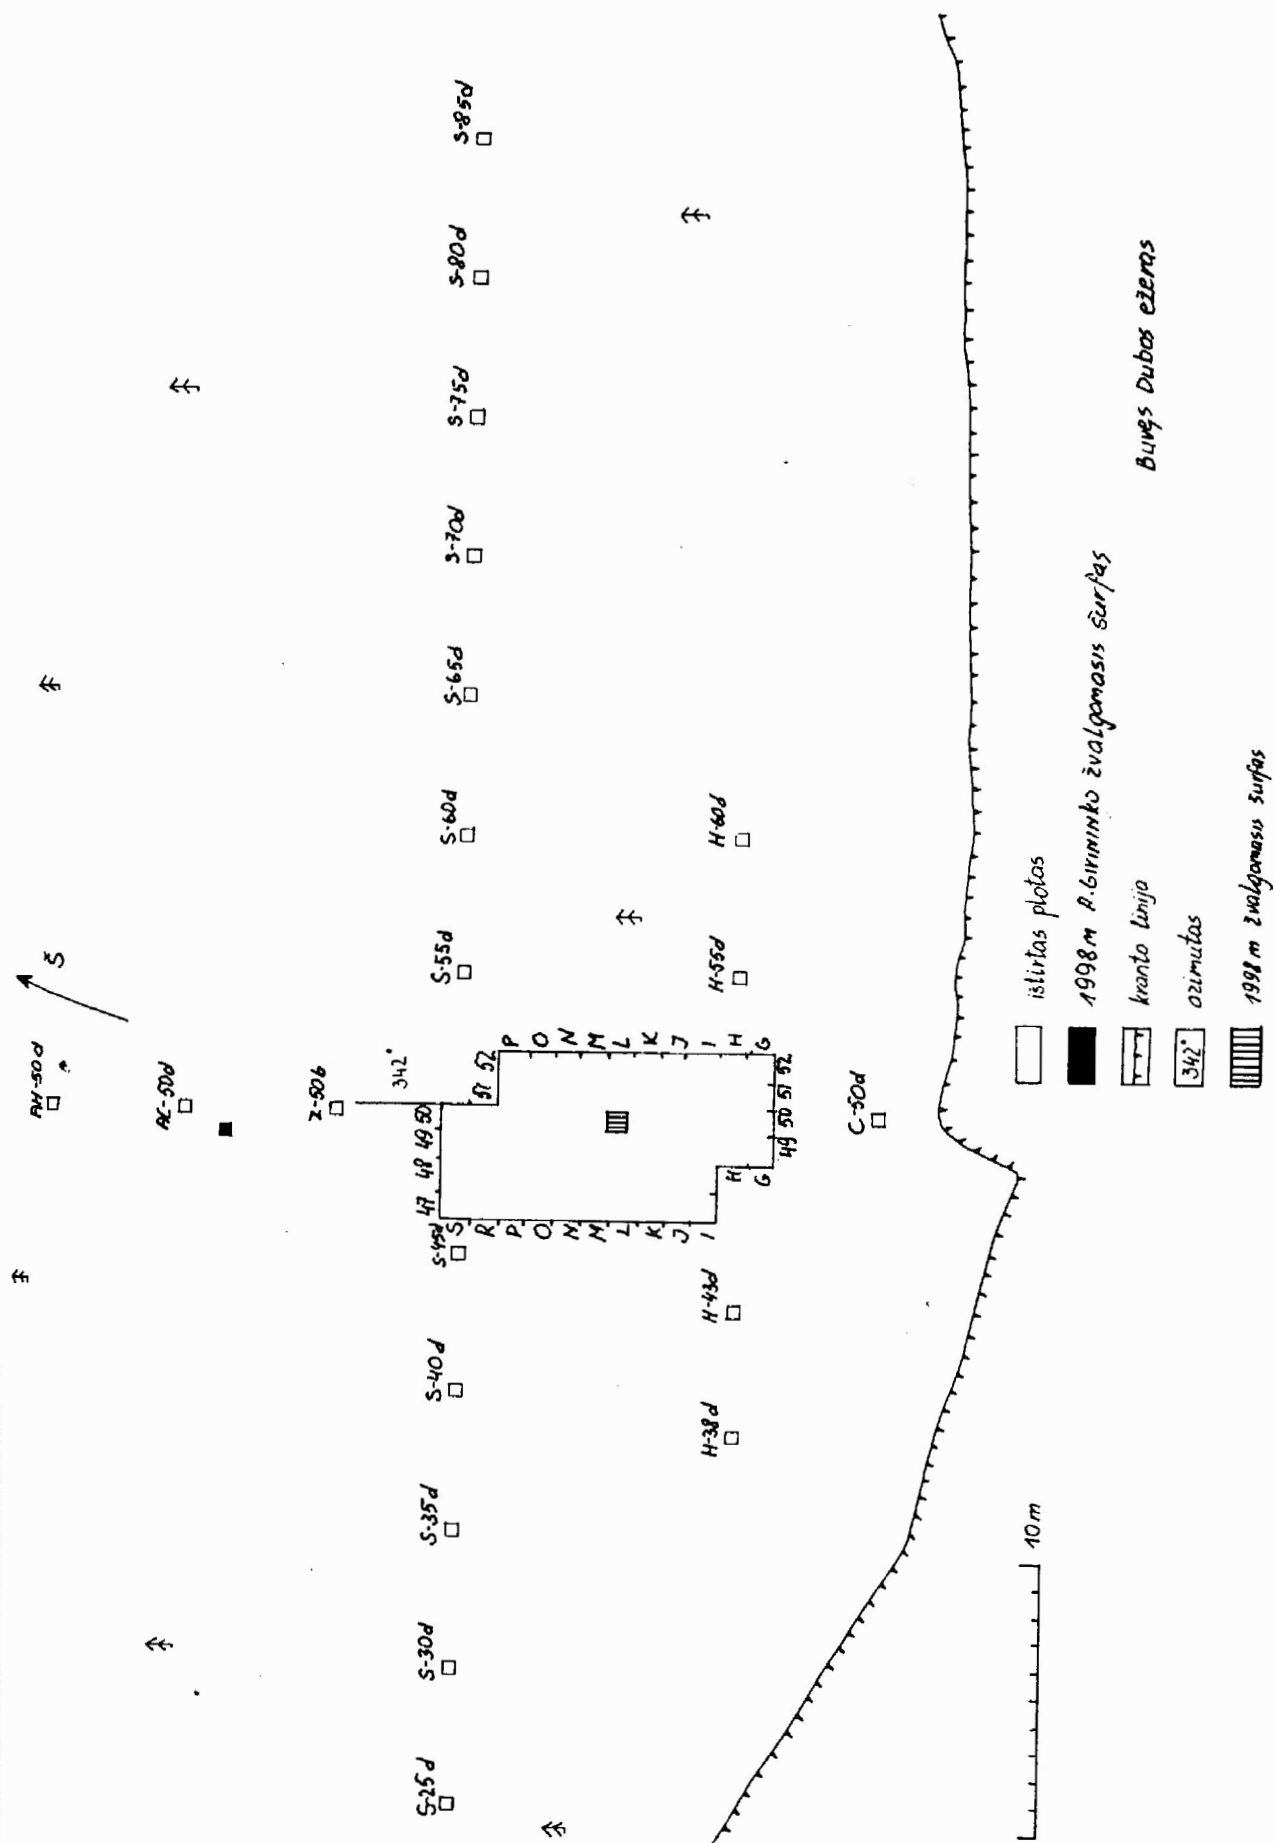 AH-50d
Š
AC-50d
Z-50b
342°
S-25d
S-30d
S-35d
S-40d
S-45d
S-55d
S-60d
S-65d
S-70d
S-75d
S-80d
S-85d
47 48 49 50
51 52
S
R
P
O
N
M
L
K
J
I
P
O
N
M
L
K
J
I
H
G
H
G
49 50 51 52
H-38d
H-43d
H-55d
H-60d
C-50d
Buvęs Dubos ežeras
10 m
ištirtas plotas
1998 m A.Girininko žvalgomasis šurfas
kranto linija
342°
azimutas
1998 m žvalgomasis šurfas